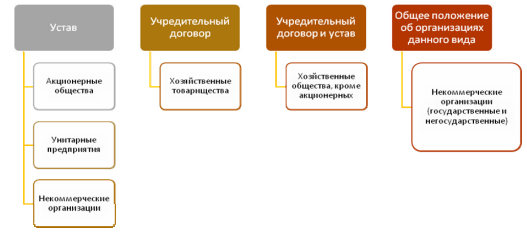 Устав
Акционерные
общества
Унитарные
предприятия
Некоммерческие
организации
Учредительный
договор
Хозяйственные
товарищества
Учредительный
договор и устав
Хозяйственные
общества, кроме
акционерных
Общее положение
об организациях
данного вида
Некоммерческие
организации
(государственные и
негосударственные)